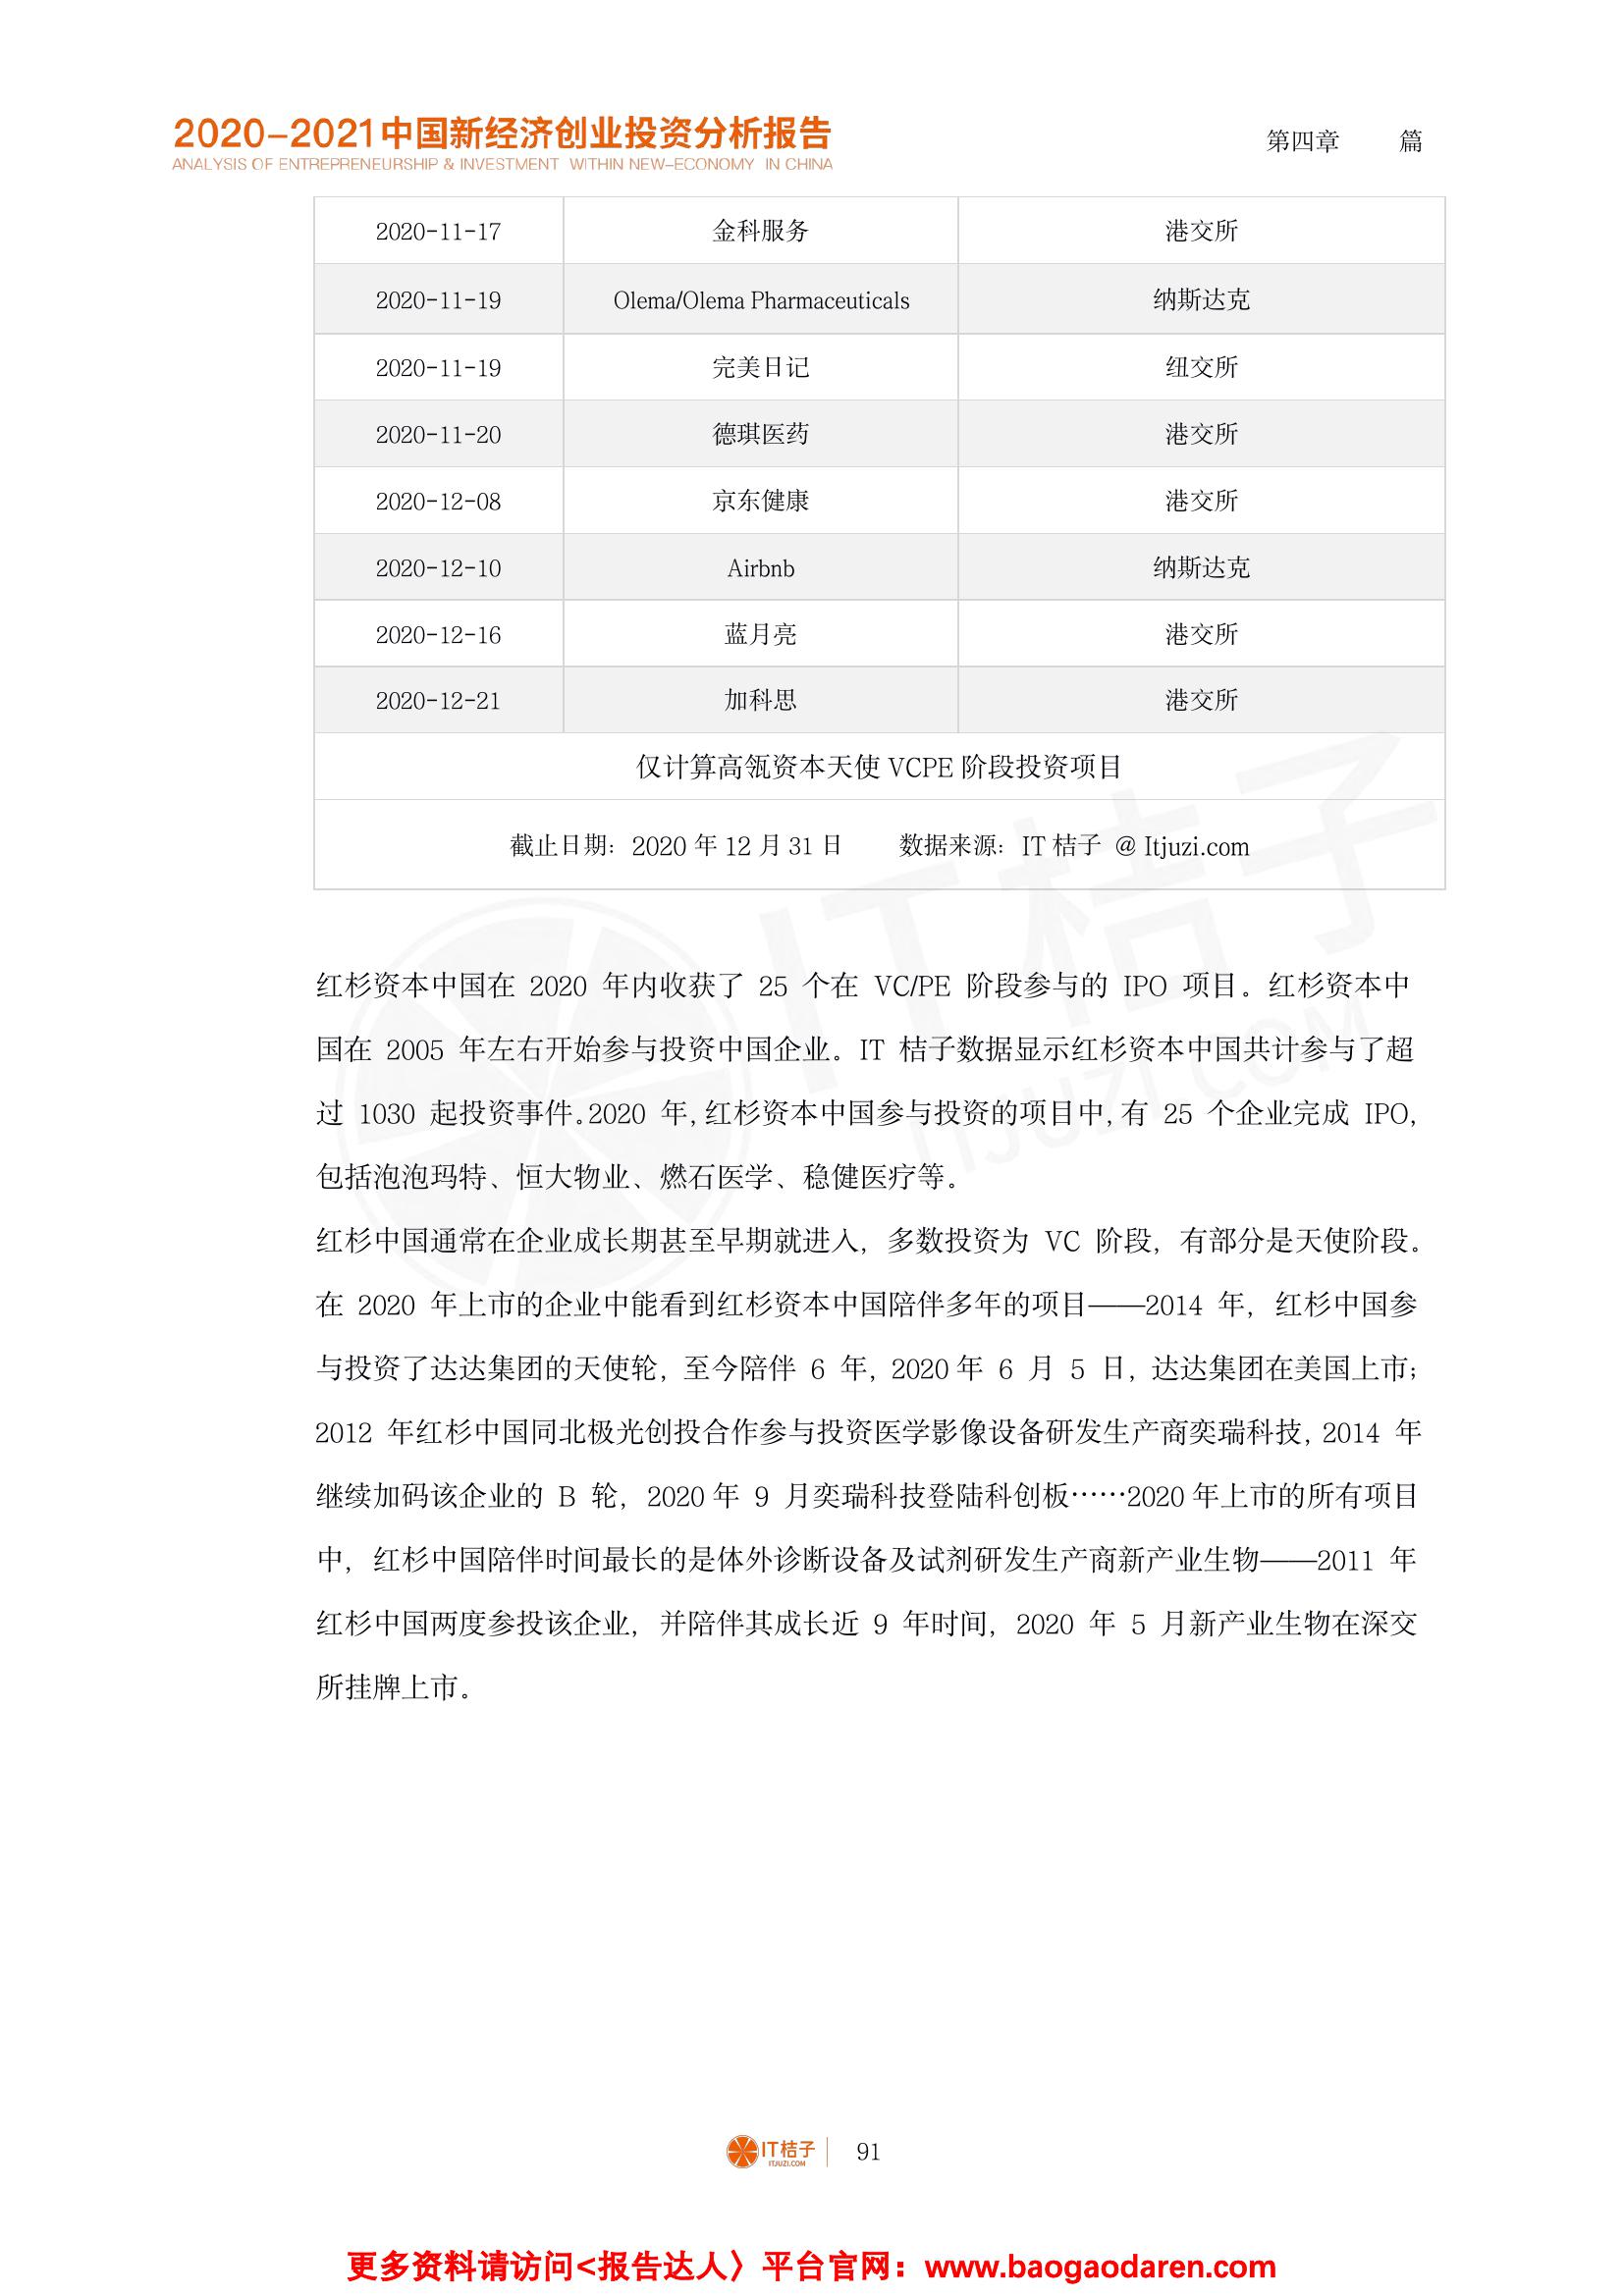 2020-2021中国新经济创业投资分析报告
ANALYSIS OF ENTREPRENEURSHIP & INVESTMENT WITHIN NEW-ECONOMY IN CHINA
第四章 篇
2020-11-17 金科服务 港交所
2020-11-19 Olema/Olema Pharmaceuticals 纳斯达克
2020-11-19 完美日记 纽交所
2020-11-20 德琪医药 港交所
2020-12-08 京东健康 港交所
2020-12-10 Airbnb 纳斯达克
2020-12-16 蓝月亮 港交所
2020-12-21 加科思 港交所
仅计算高瓴资本天使 VCPE 阶段投资项目
截止日期：2020 年 12 月 31 日 数据来源：IT 桔子 @ Itjuzi.com
IT桔子
ITJUZI.COM
红杉资本中国在 2020 年内收获了 25 个在 VC/PE 阶段参与的 IPO 项目。红杉资本中
国在 2005 年左右开始参与投资中国企业。IT 桔子数据显示红杉资本中国共计参与了超
过 1030 起投资事件。2020 年，红杉资本中国参与投资的项目中，有 25 个企业完成 IPO，
包括泡泡玛特、恒大物业、燃石医学、稳健医疗等。
红杉中国通常在企业成长期甚至早期就进入，多数投资为 VC 阶段，有部分是天使阶段。
在 2020 年上市的企业中能看到红杉资本中国陪伴多年的项目——2014 年，红杉中国参
与投资了达达集团的天使轮，至今陪伴 6 年，2020 年 6 月 5 日，达达集团在美国上市；
2012 年红杉中国同北极光创投合作参与投资医学影像设备研发生产商奕瑞科技，2014 年
继续加码该企业的 B 轮，2020 年 9 月奕瑞科技登陆科创板……2020 年上市的所有项目
中，红杉中国陪伴时间最长的是体外诊断设备及试剂研发生产商新产业生物——2011 年
红杉中国两度参投该企业，并陪伴其成长近 9 年时间，2020 年 5 月新产业生物在深交
所挂牌上市。
IT桔子
ITJUZI.COM
91
更多资料请访问<报告达人〉平台官网：www.baogaodaren.com